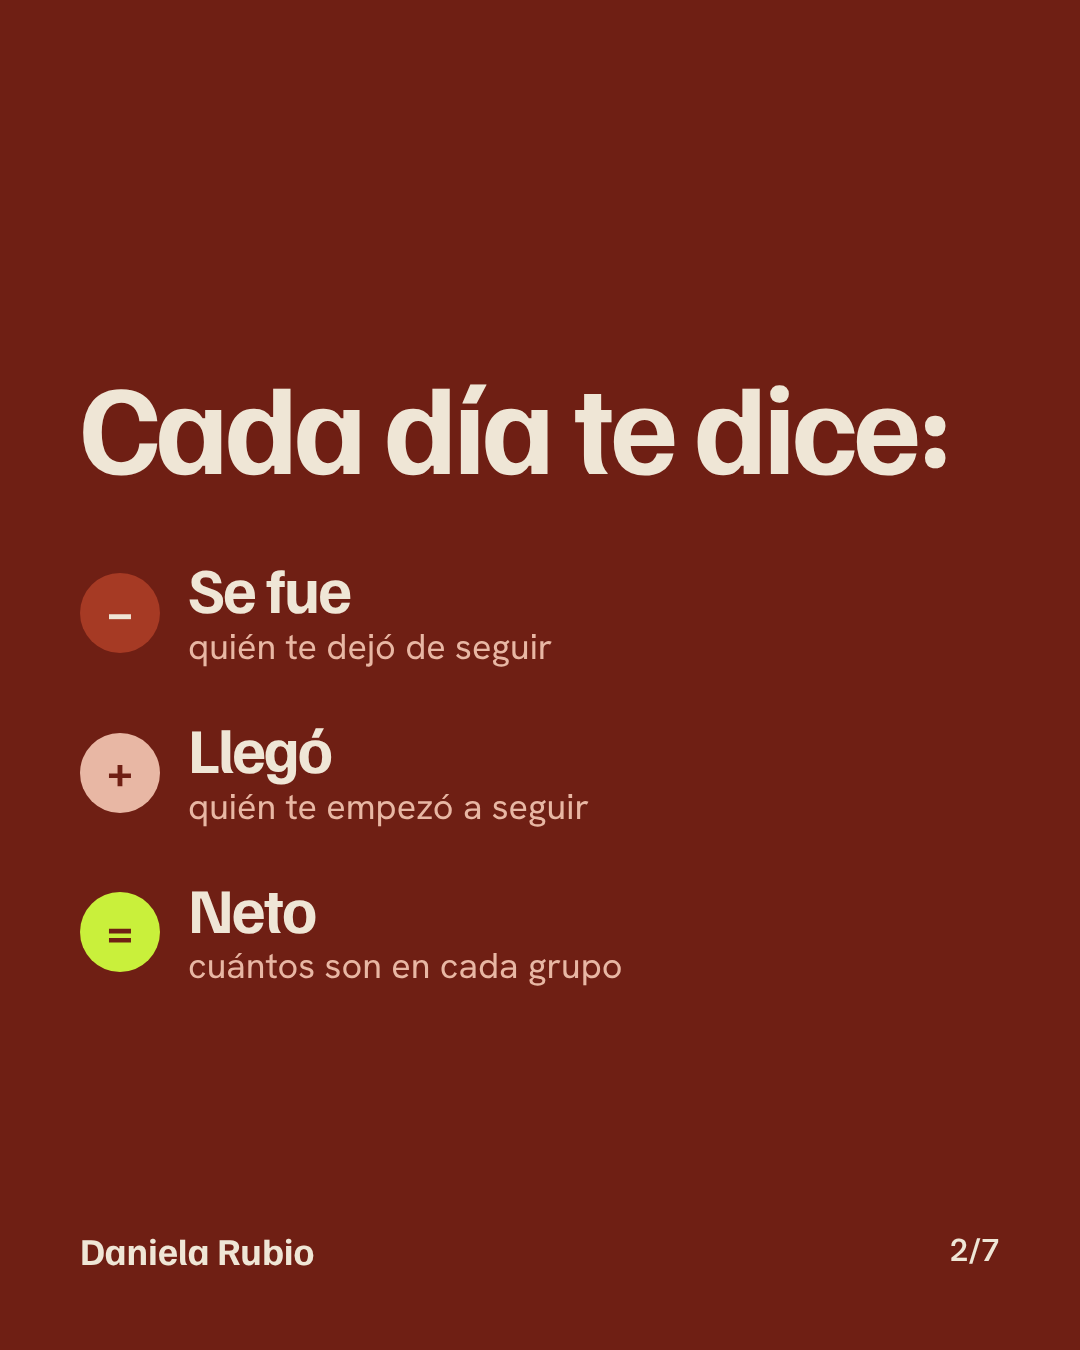 Cada día te dice:
–
Se fue
quién te dejó de seguir
+
Llegó
quién te empezó a seguir
=
Neto
cuántos son en cada grupo
Daniela Rubio
2/7